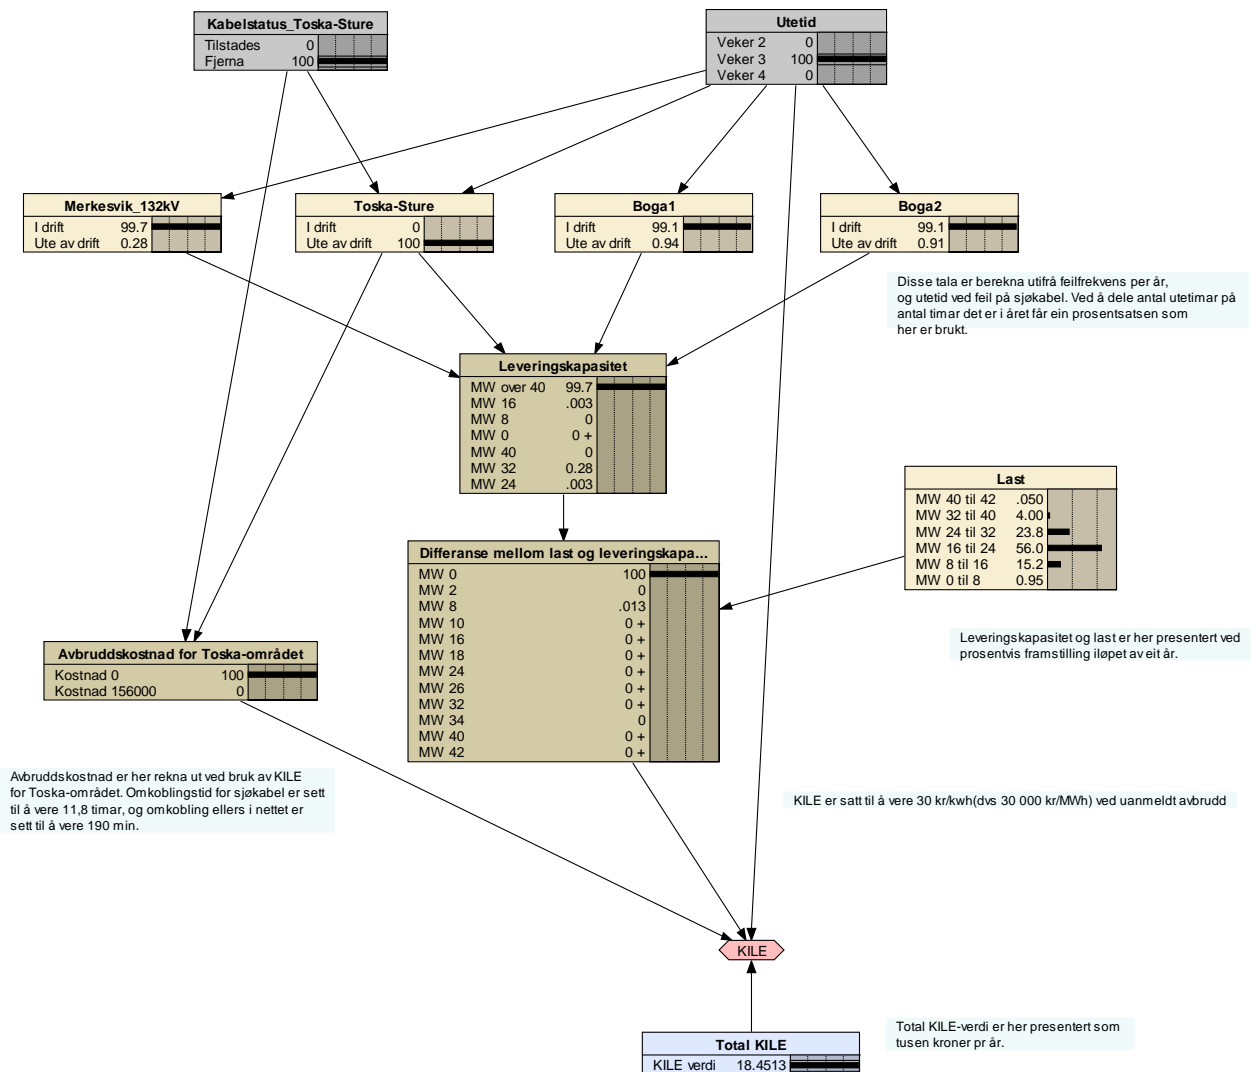 Kabelstatus_Toska-Sture
Tilstades 0
Fjerna 100
Utetid
Veker 2 0
Veker 3 100
Veker 4 0
Merkesvik_132kV
I drift 99.7
Ute av drift 0.28
Toska-Sture
I drift 0
Ute av drift 100
Boga1
I drift 99.1
Ute av drift 0.94
Boga2
I drift 99.1
Ute av drift 0.91
Disse tala er berekna utifrå feilfrekvens per år,
og utetid ved feil på sjøkabel. Ved å dele antal utetimar på
antal timar det er i året får ein prosentsatsen som
her er brukt.
Leveringskapasitet
MW over 40 99.7
MW 16 .003
MW 8 0
MW 0 0 +
MW 40 0
MW 32 0.28
MW 24 .003
Last
MW 40 til 42 .050
MW 32 til 40 4.00
MW 24 til 32 23.8
MW 16 til 24 56.0
MW 8 til 16 15.2
MW 0 til 8 0.95
Differanse mellom last og leveringskapa...
MW 0 100
MW 2 0
MW 8 .013
MW 10 0 +
MW 16 0 +
MW 18 0 +
MW 24 0 +
MW 26 0 +
MW 32 0 +
MW 34 0
MW 40 0 +
MW 42 0 +
Leveringskapasitet og last er her presentert ved
prosentvis framstilling iløpet av eit år.
Avbruddskostnad for Toska-området
Kostnad 0 100
Kostnad 156000 0
Avbruddskostnad er her rekna ut ved bruk av KILE
for Toska-området. Omkoblingstid for sjøkabel er sett
til å vere 11,8 timar, og omkobling ellers i nettet er
sett til å vere 190 min.
KILE er satt til å vere 30 kr/kwh(dvs 30 000 kr/MWh) ved uanmeldt avbrudd
KILE
Total KILE
KILE verdi 18.4513
Total KILE-verdi er her presentert som
tusen kroner pr år.